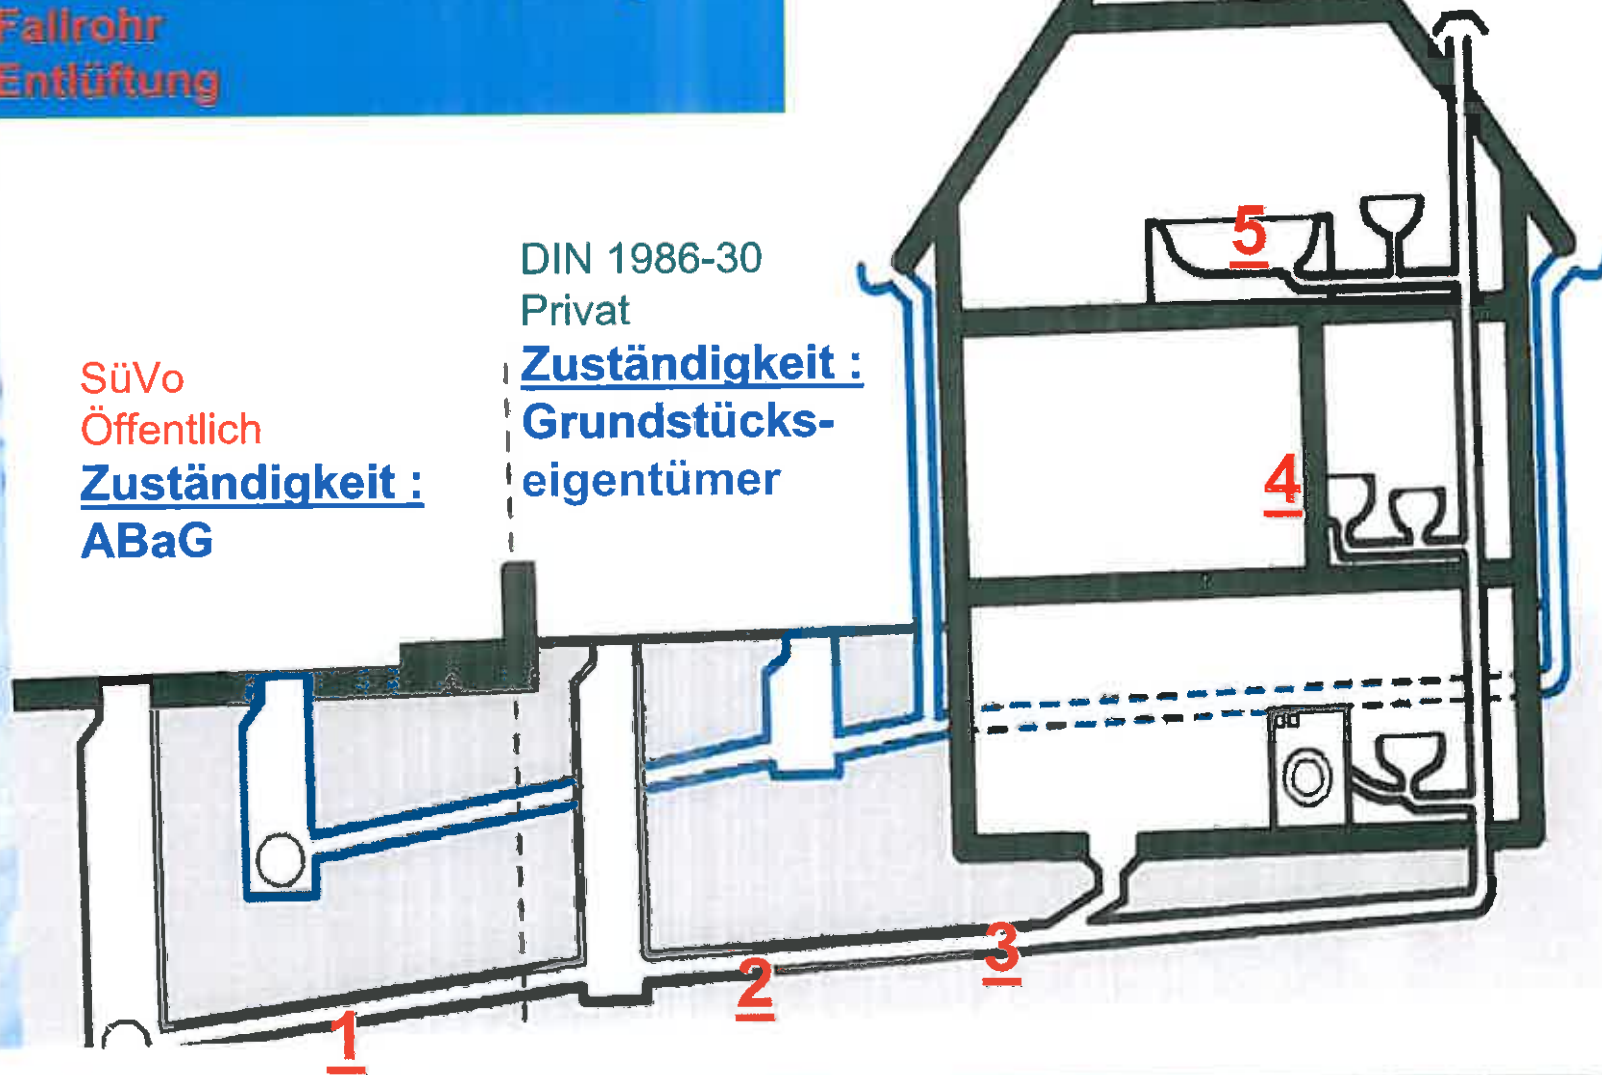 Fallrohr
Entlüftung
DIN 1986-30
Privat
Zuständigkeit :
Grundstücks-
eigentümer
SüVo
Öffentlich
Zuständigkeit :
ABaG
5
4
3
2
1